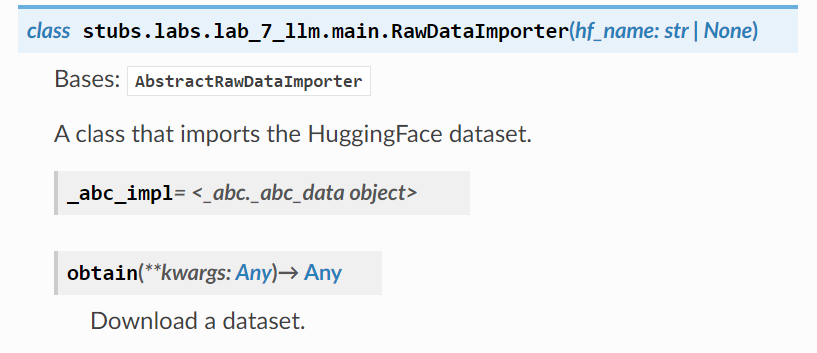 class stubs.labs.lab_7_llm.main.RawDataImporter(hf_name: str | None)
Bases: AbstractRawDataImporter
A class that imports the HuggingFace dataset.
_abc_impl= <_abc._abc_data object>
obtain(**kwargs: Any)→ Any
Download a dataset.